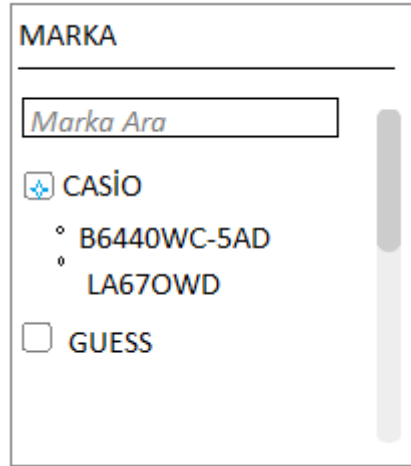 MARKA
Marka Ara
CASİO
B6440WC-5AD
LA67OWD
GUESS